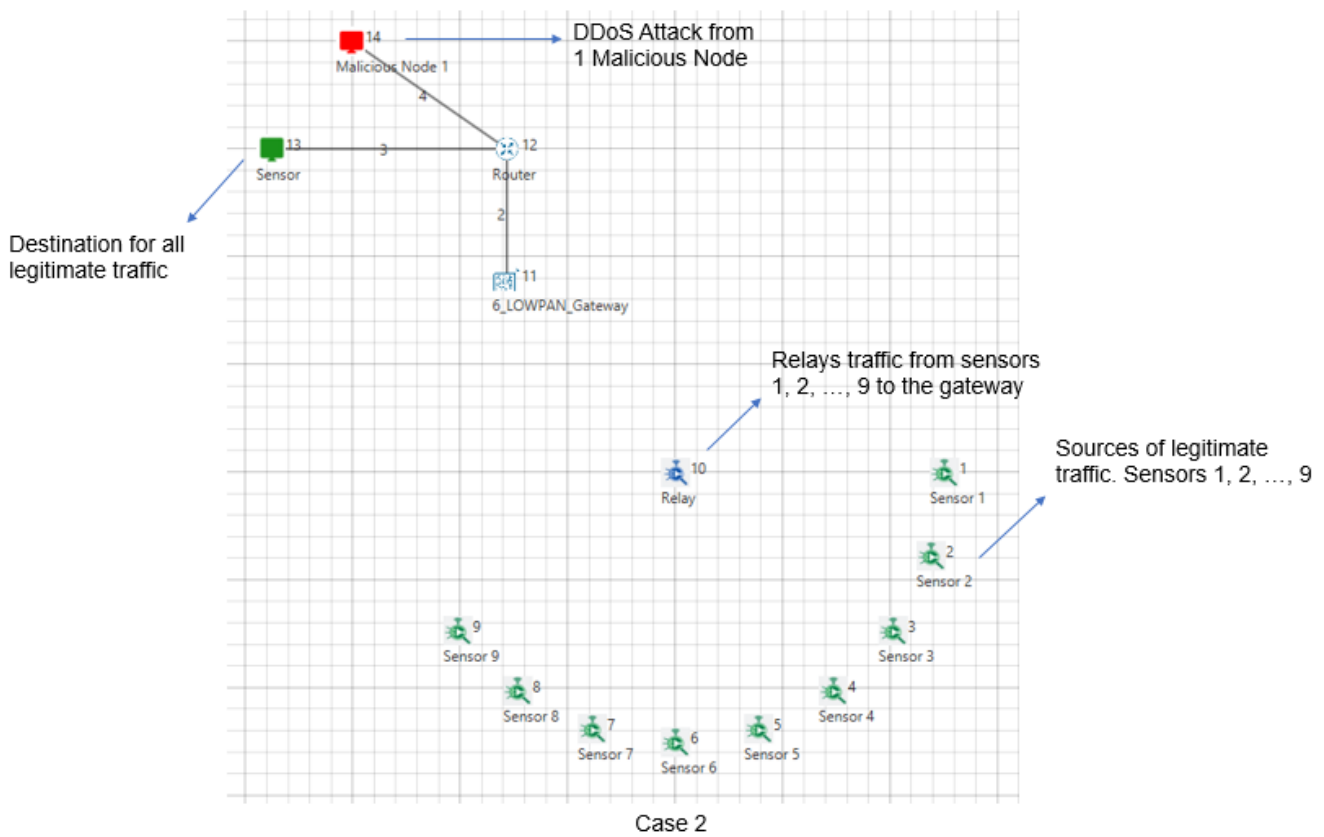 14
DDoS Attack from
1 Malicious Node
Malicious Node 1
4
13
3
12
Sensor
Router
2
Destination for all
legitimate traffic
11
6_LOWPAN_Gateway
Relays traffic from sensors
1, 2, …, 9 to the gateway
Sources of legitimate
traffic. Sensors 1, 2, …, 9
10
Relay
1
Sensor 1
2
Sensor 2
9
Sensor 9
3
Sensor 3
8
Sensor 8
4
Sensor 4
7
Sensor 7
6
Sensor 6
5
Sensor 5
Case 2